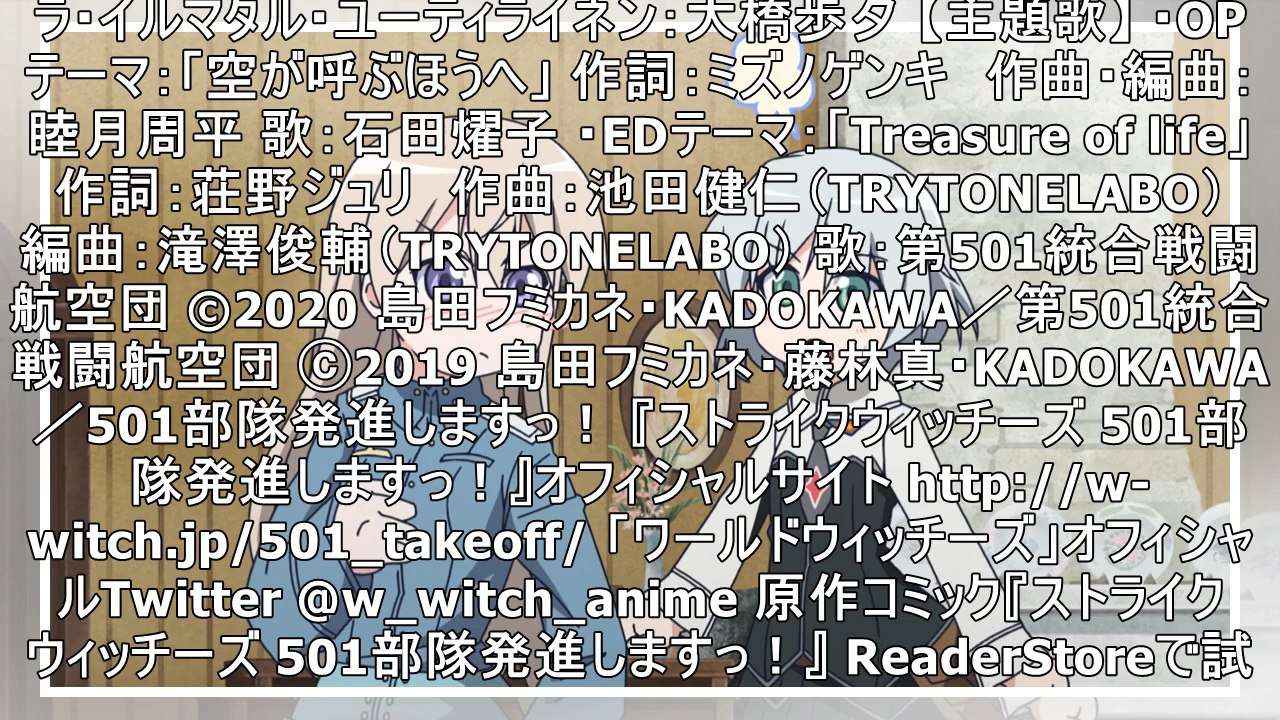 ラ・イルマタル・ユーティライネン：大橋歩夕 【主題歌】 ・OP
テーマ：「空が呼ぶほうへ」 作詞：ミズノゲンキ　作曲・編曲：
睦月周平 歌：石田燿子 ・EDテーマ：「Treasure of life」
作詞：荘野ジュリ　作曲：池田健仁（TRYTONELABO）
編曲：滝澤俊輔（TRYTONELABO） 歌：第501統合戦闘
航空団 ©2020 島田フミカネ・KADOKAWA／第501統合
戦闘航空団 ©2019 島田フミカネ・藤林真・KADOKAWA
／501部隊発進しますっ！ 『ストライクウィッチーズ 501部
隊発進しますっ！』オフィシャルサイト http://w-
witch.jp/501_takeoff/ 「ワールドウィッチーズ」オフィシャ
ルTwitter @w_witch_anime 原作コミック『ストライク
ウィッチーズ 501部隊発進しますっ！』 ReaderStoreで試